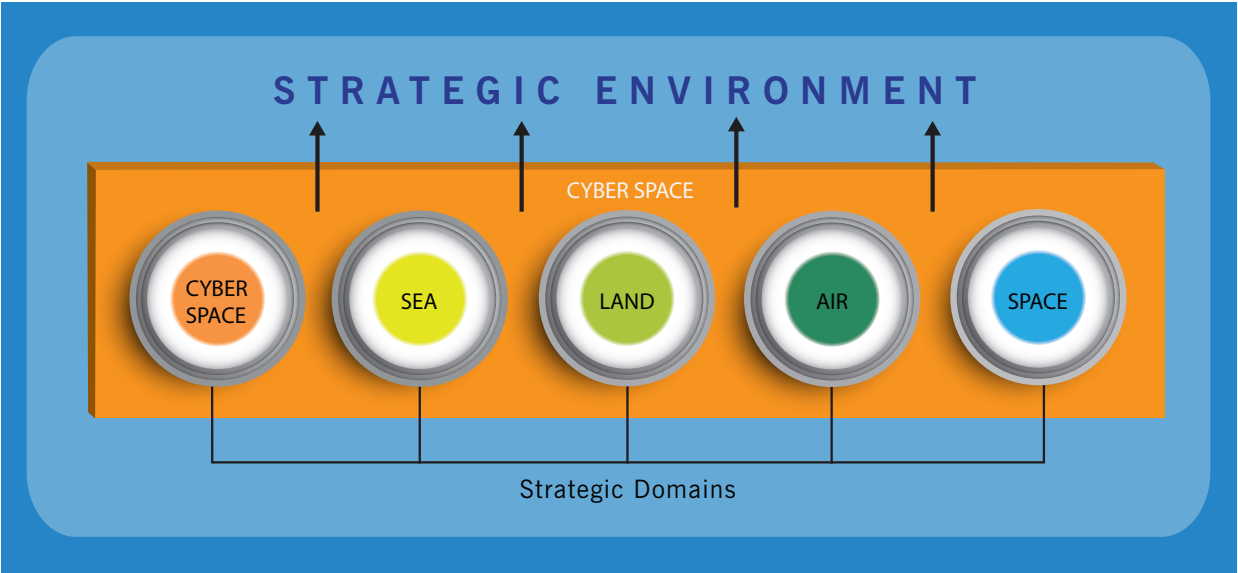 STRATEGIC ENVIRONMENT
CYBER SPACE
CYBER
SPACE
SEA
LAND
AIR
SPACE
Strategic Domains